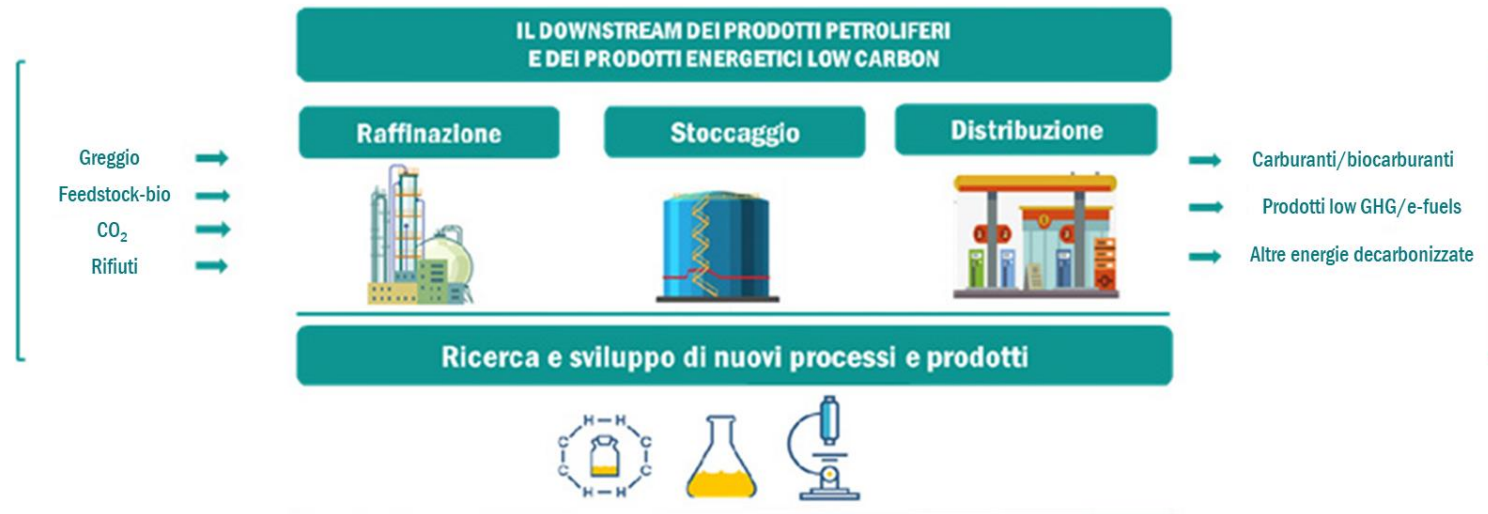 IL DOWNSTREAM DEI PRODOTTI PETROLIFERI
E DEI PRODOTTI ENERGETICI LOW CARBON
Raffinazione
Stoccaggio
Distribuzione
Greggio
Feedstock-bio
CO₂
Rifiuti
Carburanti/biocarburanti
Prodotti low GHG/e-fuels
Altre energie decarbonizzate
Ricerca e sviluppo di nuovi processi e prodotti
H H
C C
C C
H H